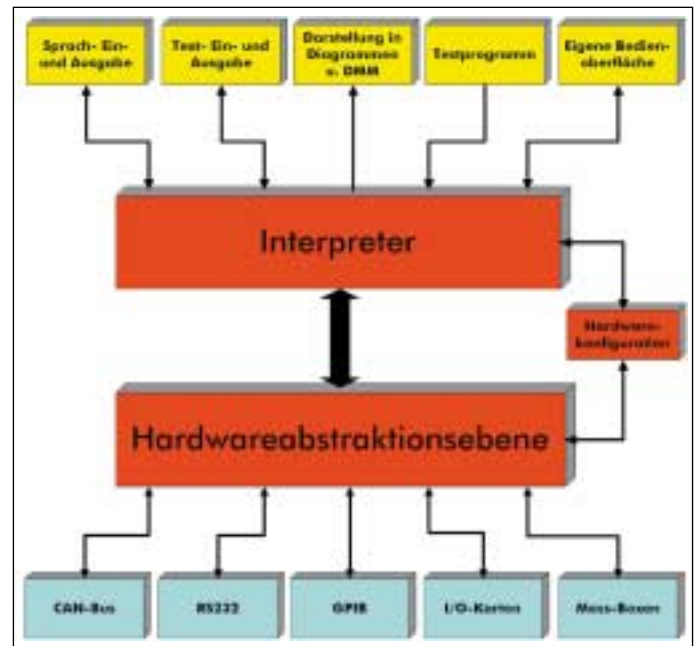 Sprach- Ein-
und Ausgabe
Text- Ein- und
Ausgabe
Darstellung in
Diagrammen
u. DMM
Testprogramm
Eigene Bedien-
oberfläche
Interpreter
Hardware-
konfiguration
Hardwareabstraktionsebene
CAN-Bus
RS232
GPIB
I/O-Karten
Mess-Boxen